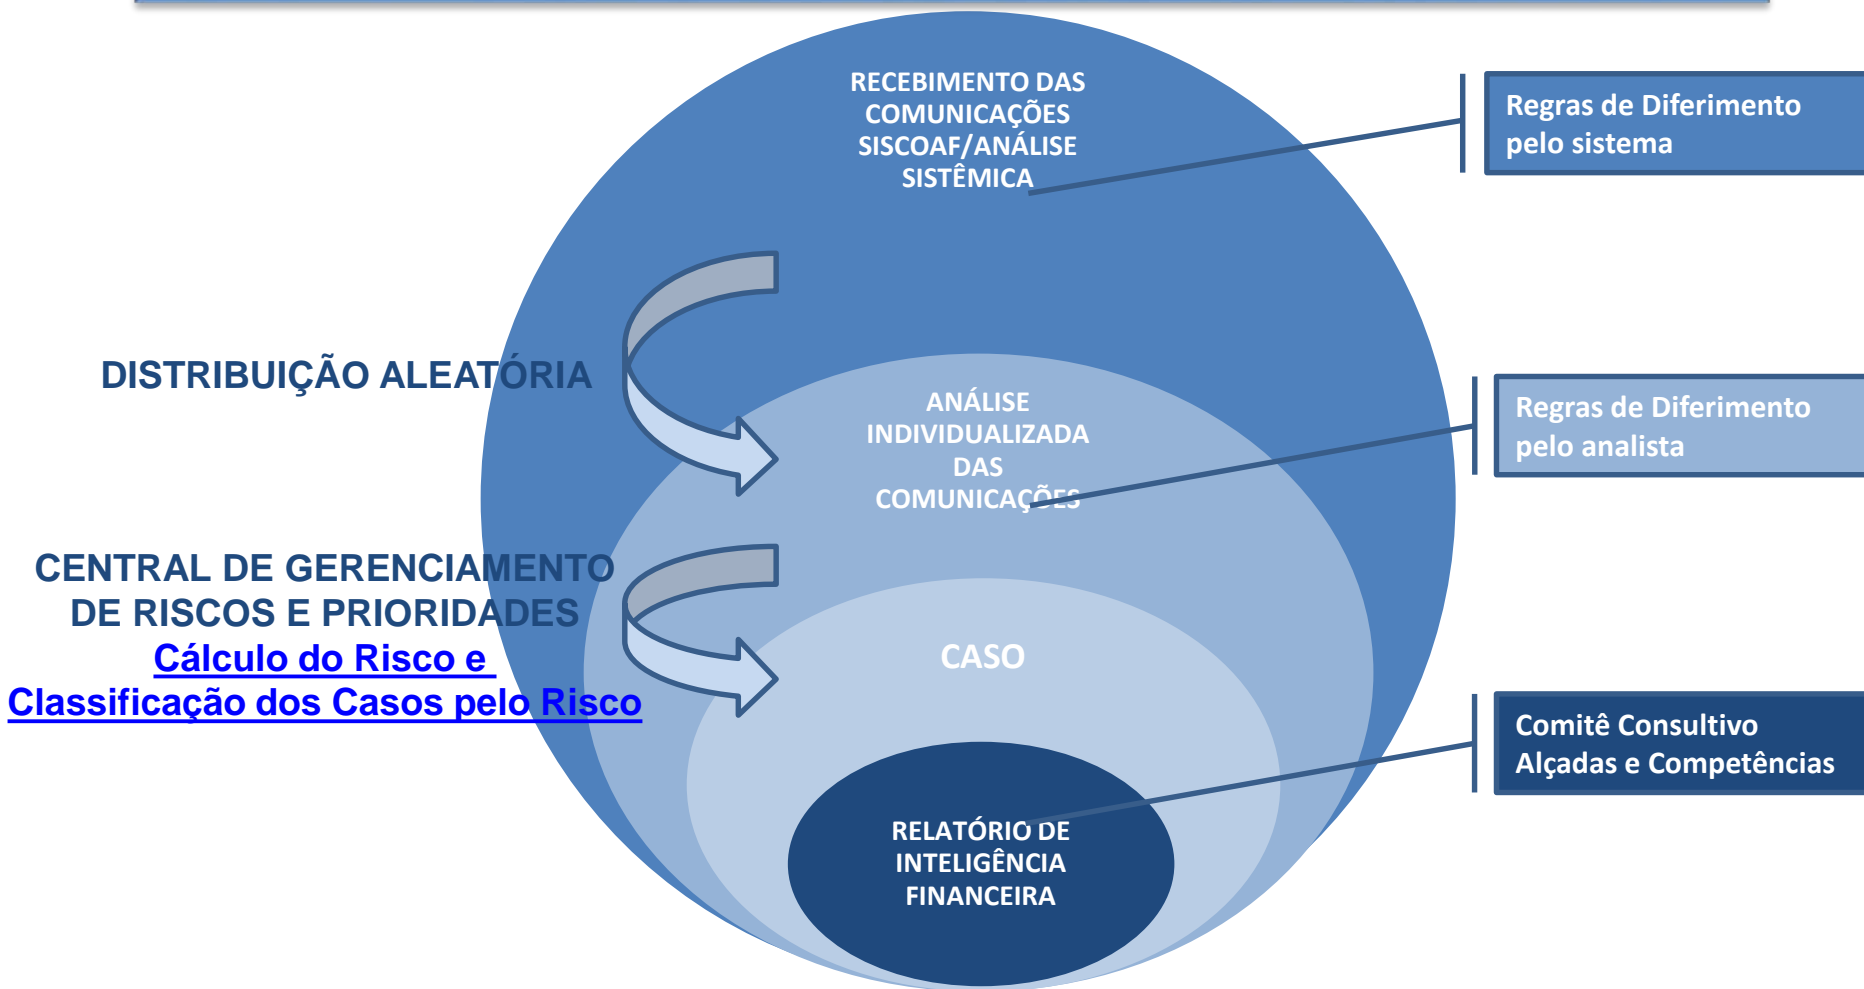 RECEBIMENTO DAS
COMUNICAÇÕES
SISCOAF/ANÁLISE
SISTÊMICA
Regras de Diferimento
pelo sistema
DISTRIBUIÇÃO ALEATÓRIA
ANÁLISE
INDIVIDUALIZADA
DAS
COMUNICAÇÕES
Regras de Diferimento
pelo analista
CENTRAL DE GERENCIAMENTO
DE RISCOS E PRIORIDADES
Cálculo do Risco e
Classificação dos Casos pelo Risco
CASO
Comitê Consultivo
Alçadas e Competências
RELATÓRIO DE
INTELIGÊNCIA
FINANCEIRA